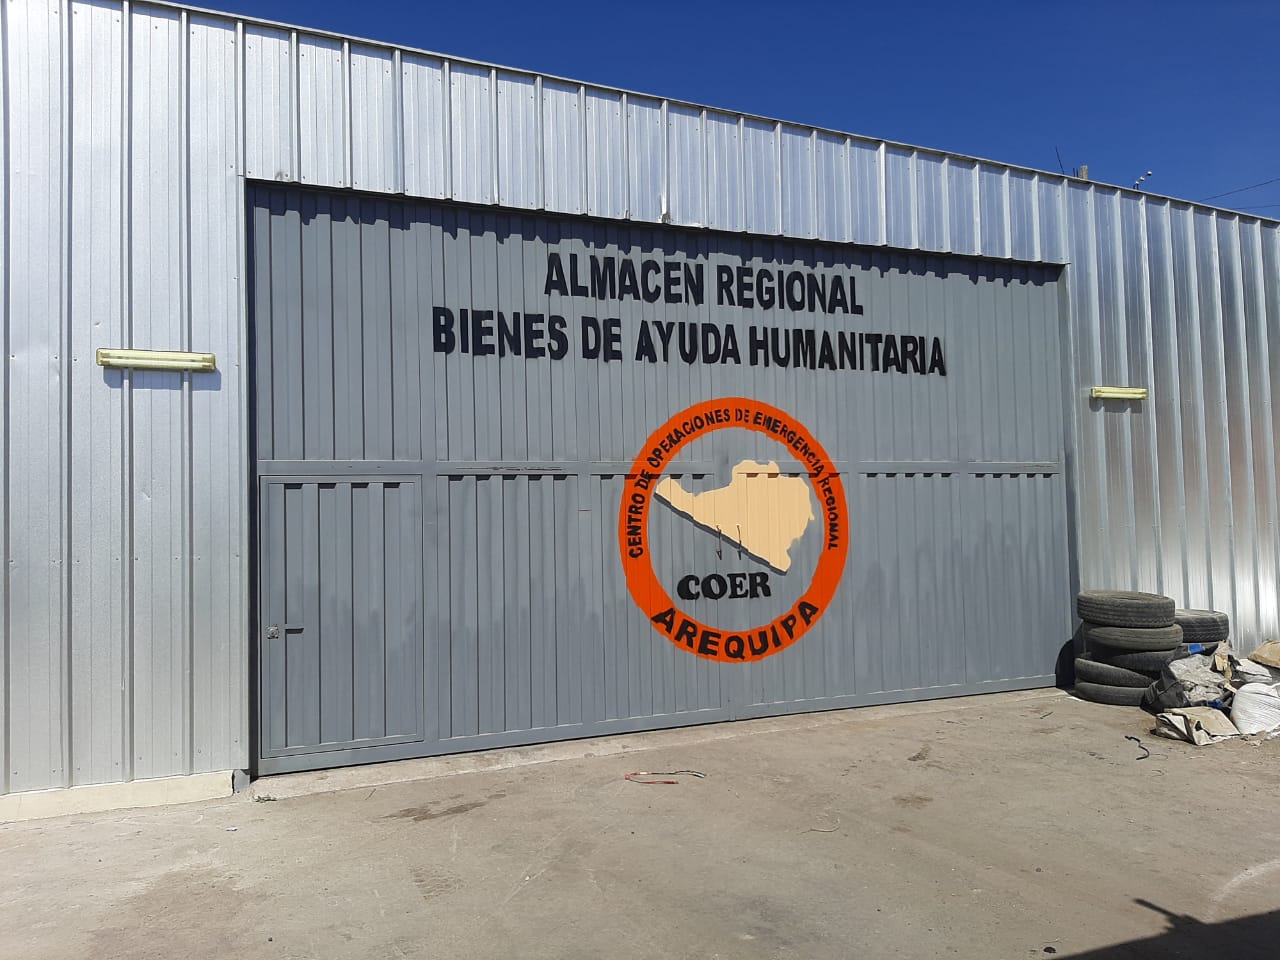 ALMACEN REGIONAL
BIENES DE AYUDA HUMANITARIA
CENTRO DE OPERACIONES DE EMERGENCIA REGIONAL
COER
AREQUIPA